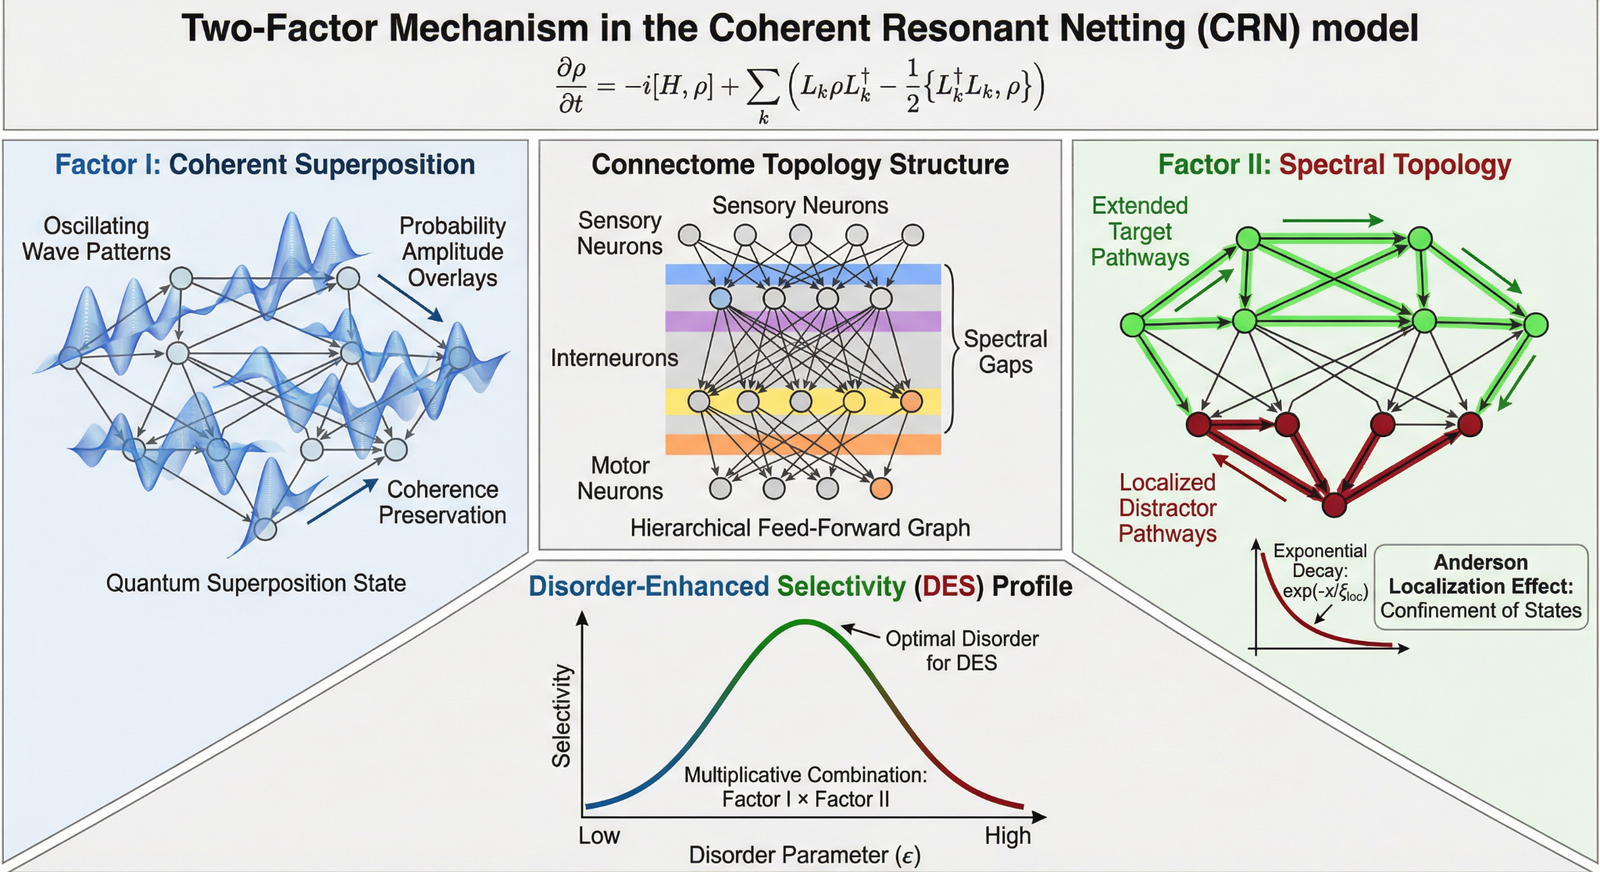 Two-Factor Mechanism in the Coherent Resonant Netting (CRN) model
∂ρ/∂t = −i[H, ρ] + ∑_k (L_k ρ L_k^† − 1/2 {L_k^† L_k, ρ})
Factor I: Coherent Superposition
Oscillating
Wave Patterns
Probability
Amplitude
Overlays
Coherence
Preservation
Quantum Superposition State
Connectome Topology Structure
Sensory Neurons
Sensory
Neurons
Interneurons
Spectral
Gaps
Motor
Neurons
Hierarchical Feed-Forward Graph
Factor II: Spectral Topology
Extended
Target
Pathways
Localized
Distractor
Pathways
Exponential
Decay:
exp(-x/ξloc)
Anderson
Localization Effect:
Confinement of States
Disorder-Enhanced Selectivity (DES) Profile
Selectivity
Optimal Disorder
for DES
Multiplicative Combination:
Factor I × Factor II
Low
High
Disorder Parameter (ε)